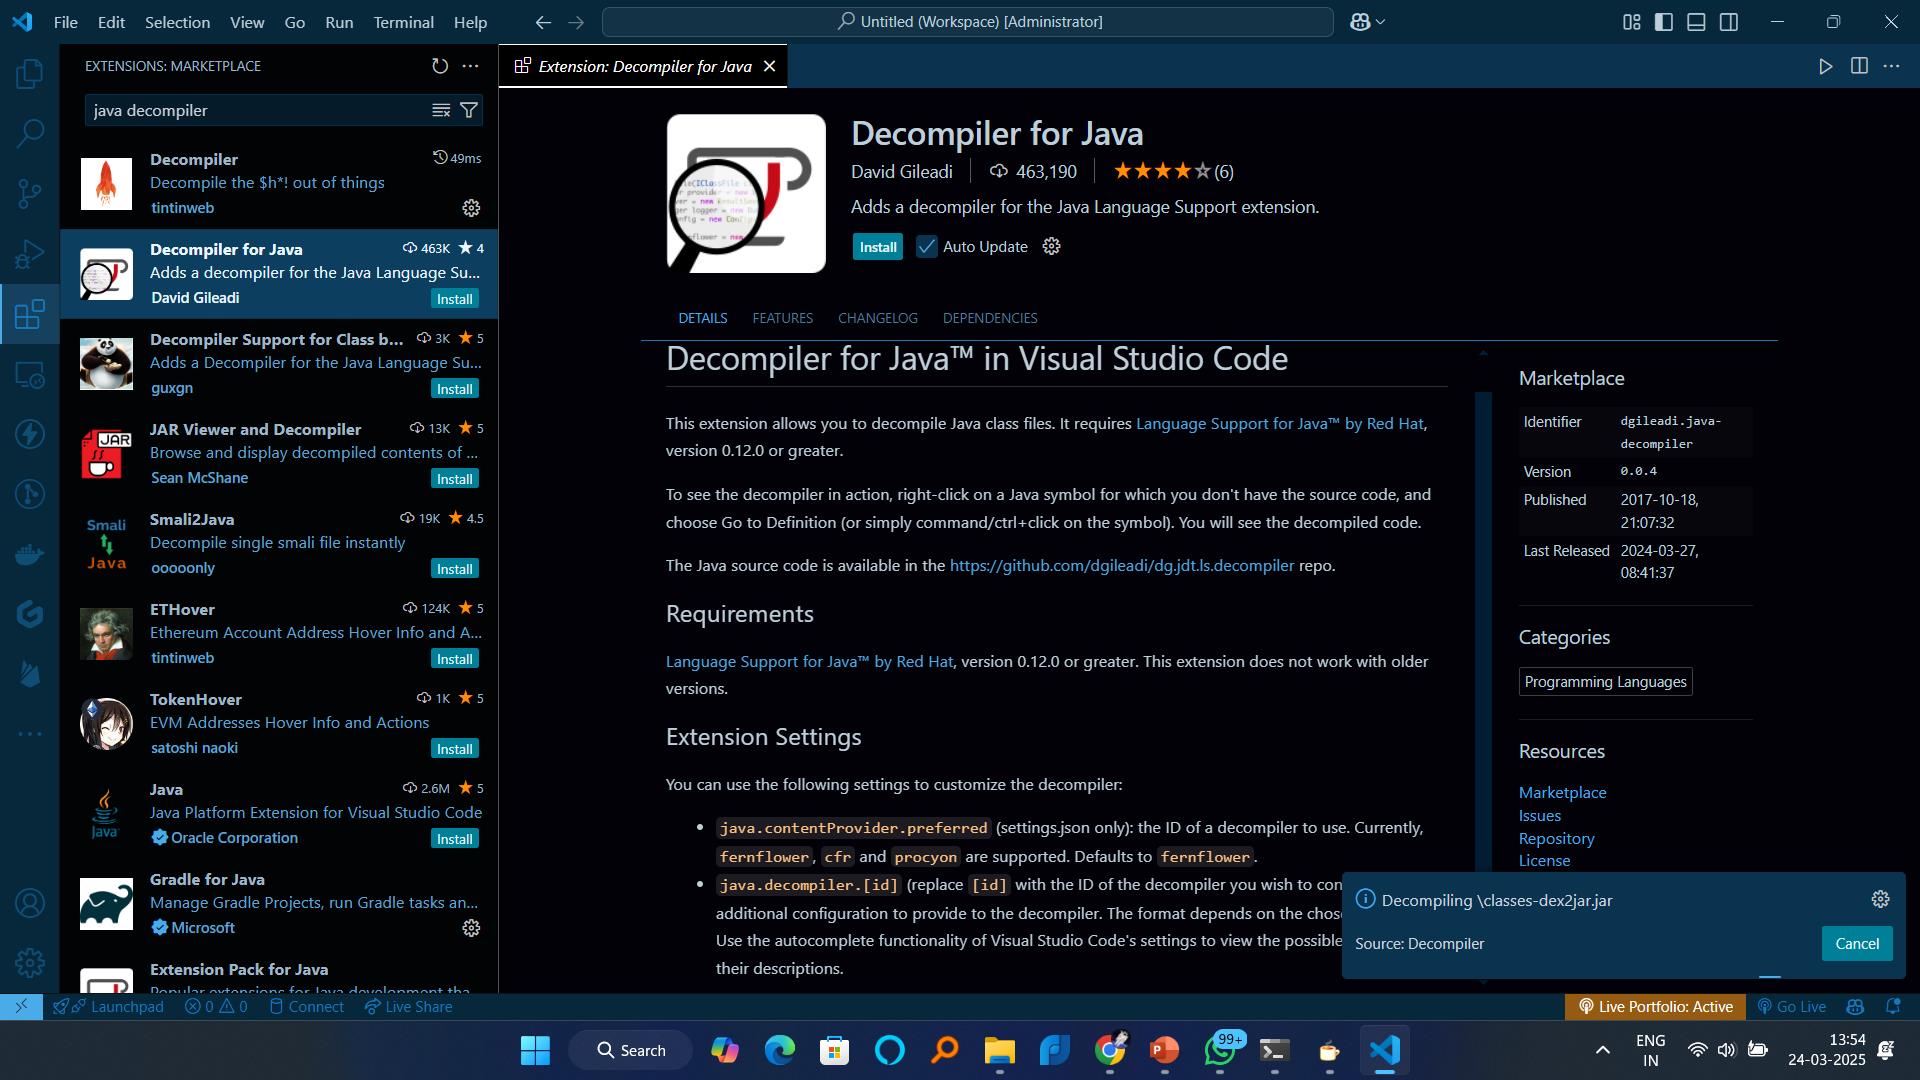 File Edit Selection View Go Run Terminal Help
Untitled (Workspace) [Administrator]
EXTENSIONS: MARKETPLACE
java decompiler
Decompiler 49ms
Decompile the $h*! out of things
tintinweb
Decompiler for Java 463K 4
Adds a decompiler for the Java Language Su...
David Gileadi Install
Decompiler Support for Class b... 3K 5
Adds a Decompiler for the Java Language Su...
guxgn Install
JAR Viewer and Decompiler 13K 5
Browse and display decompiled contents of ...
Sean McShane Install
Smali2Java 19K 4.5
Decompile single smali file instantly
ooooonly Install
ETHover 124K 5
Ethereum Account Address Hover Info and A...
tintinweb Install
TokenHover 1K 5
EVM Addresses Hover Info and Actions
satoshi naoki Install
Java 2.6M 5
Java Platform Extension for Visual Studio Code
Oracle Corporation Install
Gradle for Java
Manage Gradle Projects, run Gradle tasks an...
Microsoft
Extension Pack for Java
Popular extensions for Java development tha...
JAR
Smali
Java
Java
Extension: Decompiler for Java
Decompiler for Java
David Gileadi 463,190 (6)
Adds a decompiler for the Java Language Support extension.
Install Auto Update
DETAILS FEATURES CHANGELOG DEPENDENCIES
Decompiler for Java™ in Visual Studio Code
This extension allows you to decompile Java class files. It requires Language Support for Java™ by Red Hat,
version 0.12.0 or greater.
To see the decompiler in action, right-click on a Java symbol for which you don't have the source code, and
choose Go to Definition (or simply command/ctrl+click on the symbol). You will see the decompiled code.
The Java source code is available in the https://github.com/dgileadi/dg.jdt.ls.decompiler repo.
Requirements
Language Support for Java™ by Red Hat, version 0.12.0 or greater. This extension does not work with older
versions.
Extension Settings
You can use the following settings to customize the decompiler:
• java.contentProvider.preferred (settings.json only): the ID of a decompiler to use. Currently,
fernflower, cfr and procyon are supported. Defaults to fernflower.
• java.decompiler.[id] (replace [id] with the ID of the decompiler you wish to con
additional configuration to provide to the decompiler. The format depends on the chos
Use the autocomplete functionality of Visual Studio Code's settings to view the possible
their descriptions.
Marketplace
Identifier dgileadi.java-
decompiler
Version 0.0.4
Published 2017-10-18,
21:07:32
Last Released 2024-03-27,
08:41:37
Categories
Programming Languages
Resources
Marketplace
Issues
Repository
License
Decompiling \classes-dex2jar.jar
Source: Decompiler Cancel
Launchpad 0 0 Connect Live Share
Live Portfolio: Active Go Live
Search
99+
ENG
IN
13:54
24-03-2025